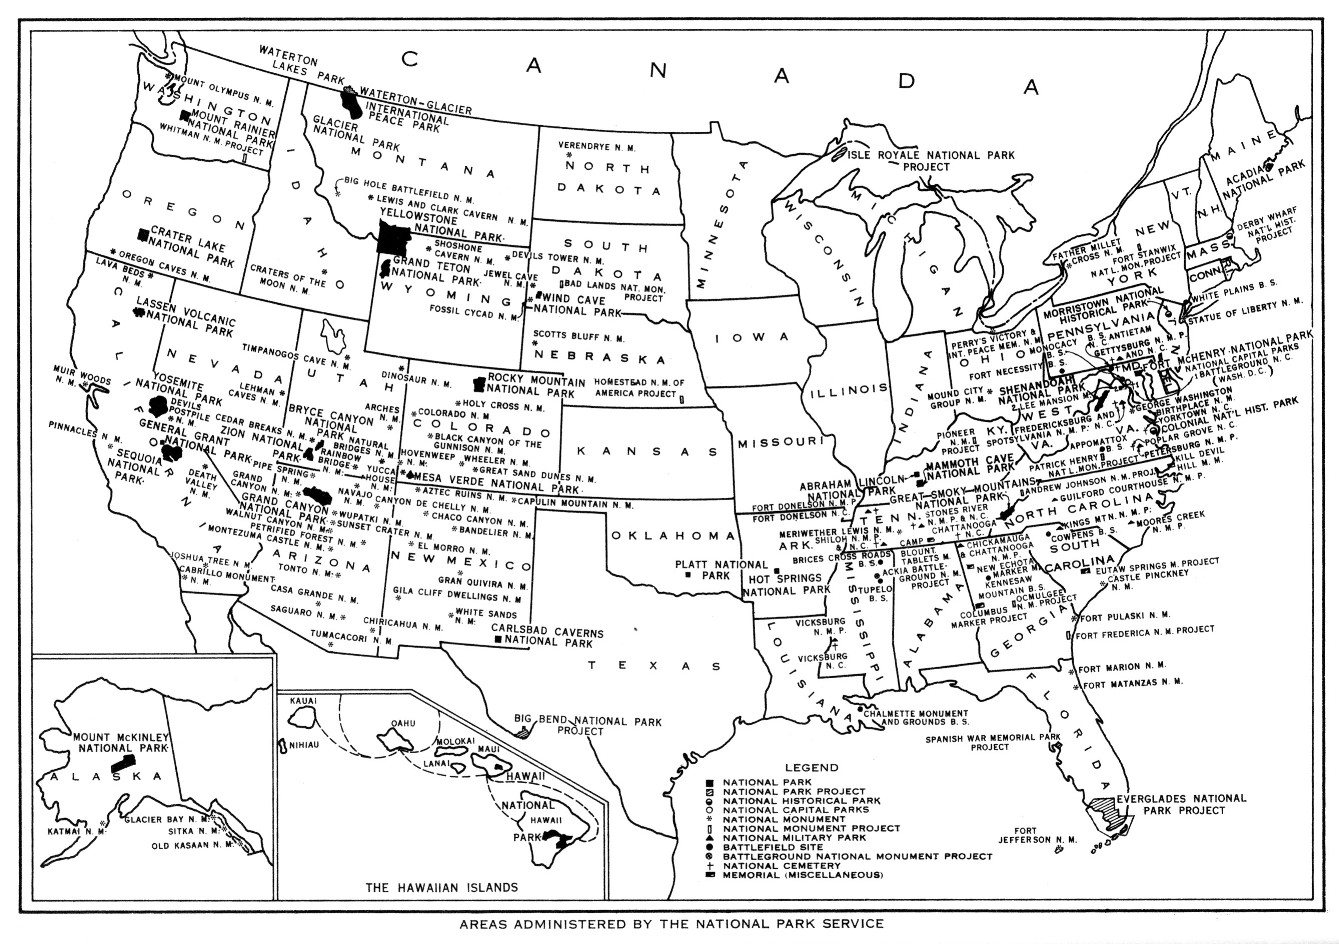 C A N A D A
WATERTON
LAKES PARK
WATERTON-GLACIER
INTERNATIONAL
PEACE PARK
GLACIER
NATIONAL PARK
MOUNT OLYMPUS N. M.
WASHINGTON
MOUNT RAINIER
NATIONAL PARK
WHITMAN N. M. PROJECT
MONTANA
IDAHO
BIG HOLE BATTLEFIELD N. M.
LEWIS AND CLARK CAVERN N. M.
YELLOWSTONE
NATIONAL PARK
VERENDRYE N. M.
NORTH
DAKOTA
MINNESOTA
ISLE ROYALE NATIONAL PARK
PROJECT
MICHIGAN
WISCONSIN
MAINE
ACADIA
NATIONAL PARK
VT.
N.H.
NEW
YORK
DERBY WHARF
NAT'L HIST.
PROJECT
MASS.
CONN.
FATHER MILLET
CROSS N. M.
FORT STANWIX
NAT'L MON. PROJECT
WHITE PLAINS B. S.
STATUE OF LIBERTY N. M.
MORRISTOWN NATIONAL
HISTORICAL PARK
PENNSYLVANIA
OREGON
CRATER LAKE
NATIONAL PARK
OREGON CAVES N. M.
LAVA BEDS
N. M.
CRATERS OF THE
MOON N. M.
SHOSHONE
CAVERN N. M.
GRAND TETON
NATIONAL PARK
WYOMING
DEVILS TOWER N. M.
JEWEL CAVE
N. M.
FOSSIL CYCAD N. M.
SOUTH
DAKOTA
BAD LANDS NAT. MON.
PROJECT
WIND CAVE
NATIONAL PARK
IOWA
SCOTTS BLUFF N. M.
NEBRASKA
HOMESTEAD N. M. OF
AMERICA PROJECT
LASSEN VOLCANIC
NATIONAL PARK
CALIFORNIA
NEVADA
UTAH
TIMPANOGOS CAVE N. M.
LEHMAN
CAVES N. M.
DINOSAUR N. M.
ROCKY MOUNTAIN
NATIONAL PARK
HOLY CROSS N. M.
COLORADO N. M.
COLORADO
BLACK CANYON OF THE
GUNNISON N. M.
WHEELER N. M.
GREAT SAND DUNES N. M.
HOVENWEEP
N. M.
YUCCA
HOUSE
N. M.
MESA VERDE NATIONAL PARK
AZTEC RUINS N. M.
CAPULIN MOUNTAIN N. M.
MUIR WOODS
N. M.
YOSEMITE
NATIONAL PARK
DEVILS
POSTPILE
N. M.
CEDAR BREAKS N. M.
ARCHES
N. M.
BRYCE CANYON
NATIONAL
PARK
NATURAL
BRIDGES N. M.
RAINBOW
BRIDGE
N. M.
ZION NATIONAL
PARK
PINNACLES N. M.
GENERAL GRANT
NATIONAL PARK
SEQUOIA
NATIONAL
PARK
DEATH
VALLEY
N. M.
PIPE SPRING
N. M.
GRAND
CANYON N. M.
GRAND CANYON
NATIONAL PARK
NAVAJO
N. M.
CANYON DE CHELLY N. M.
WUPATKI N. M.
CHACO CANYON N. M.
SUNSET CRATER N. M.
BANDELIER N. M.
WALNUT CANYON N. M.
PETRIFIED FOREST N. M.
MONTEZUMA CASTLE N. M.
EL MORRO N. M.
ARIZONA
NEW MEXICO
TONTO N. M.
GRAN QUIVIRA N. M.
JOSHUA TREE N. M.
CABRILLO MONUMENT
N. M.
CASA GRANDE N. M.
GILA CLIFF DWELLINGS N. M.
SAGUARO N. M.
CHIRICAHUA N. M.
WHITE SANDS
N. M.
TUMACACORI N. M.
CARLSBAD CAVERNS
NATIONAL PARK
KANSAS
MISSOURI
OKLAHOMA
PLATT NATIONAL
PARK
HOT SPRINGS
NATIONAL PARK
ARK.
TEXAS
BIG BEND NATIONAL PARK
PROJECT
LOUISIANA
ILLINOIS
INDIANA
OHIO
PERRY'S VICTORY &
INT. PEACE MEM. N. M.
MONOCACY
B. S.
ANTIETAM
B. S.
N. C.
GETTYSBURG N. M. P.
AND N. C.
FORT NECESSITY
B. S.
MD.
FORT MCHENRY NATIONAL PARK
NATIONAL CAPITAL PARKS
BATTLEGROUND N. C.
(WASH. D. C.)
MOUND CITY
GROUP N. M.
SHENANDOAH
NATIONAL PARK
LEE MANSION
WEST
VA.
GEORGE WASHINGTON
BIRTHPLACE N. M.
YORKTOWN N. C.
COLONIAL NAT'L HIST. PARK
FREDERICKSBURG AND
SPOTSYLVANIA N. M. P.
N. C.
VA.
APPOMATTOX
B. S.
POPLAR GROVE N. C.
PETERSBURG N. M. P.
PIONEER
N. M.
PROJECT
KY.
PATRICK HENRY
NAT'L MON. PROJECT
KILL DEVIL
HILL M. M.
MAMMOTH CAVE
NATIONAL PARK
ABRAHAM LINCOLN
NATIONAL PARK
FORT DONELSON N. M. P.
FORT DONELSON N. C.
GREAT SMOKY MOUNTAINS
NATIONAL PARK
ANDREW JOHNSON N. M. PROJ.
GUILFORD COURTHOUSE N. M. P.
NORTH CAROLINA
TENN.
STONES RIVER
N. M. P. & N. C.
CHATTANOOGA
N. C.
MERIWETHER LEWIS N. M.
SHILOH N. M. P.
& N. C.
CAMP
BLOUNT
TABLETS M.
BRICES CROSS ROADS
B. S.
ACKIA BATTLE-
GROUND N. M.
PROJECT
TUPELO
B. S.
KINGS MTN. N. M. P.
COWPENS B. S.
MOORES CREEK
N. M. P.
SOUTH
CAROLINA
EUTAW SPRINGS M. PROJECT
CASTLE PINCKNEY
N. M.
CHICKAMAUGA
& CHATTANOOGA
N. M. P.
NEW ECHOTA
MARKER M.
KENNESAW
MOUNTAIN B. S.
OCMULGEE
N. M. PROJECT
COLUMBUS
MARKER PROJECT
MISSISSIPPI
ALABAMA
GEORGIA
VICKSBURG
N. M. P.
VICKSBURG
N. C.
FORT PULASKI N. M.
FORT FREDERICA N. M. PROJECT
FORT MARION N. M.
FORT MATANZAS N. M.
CHALMETTE MONUMENT
AND GROUNDS B. S.
SPANISH WAR MEMORIAL PARK
PROJECT
FLORIDA
EVERGLADES NATIONAL
PARK PROJECT
FORT
JEFFERSON N. M.
MOUNT McKINLEY
NATIONAL PARK
ALASKA
GLACIER BAY N. M.
KATMAI N. M.
SITKA N. M.
OLD KASAAN N. M.
KAUAI
NIHIAU
OAHU
MOLOKAI
LANAI
MAUI
HAWAII
NATIONAL
PARK
HAWAII
THE HAWAIIAN ISLANDS
LEGEND
NATIONAL PARK
NATIONAL PARK PROJECT
NATIONAL HISTORICAL PARK
NATIONAL CAPITAL PARKS
NATIONAL MONUMENT
NATIONAL MONUMENT PROJECT
NATIONAL MILITARY PARK
BATTLEFIELD SITE
BATTLEGROUND NATIONAL MONUMENT PROJECT
NATIONAL CEMETERY
MEMORIAL (MISCELLANEOUS)
AREAS ADMINISTERED BY THE NATIONAL PARK SERVICE